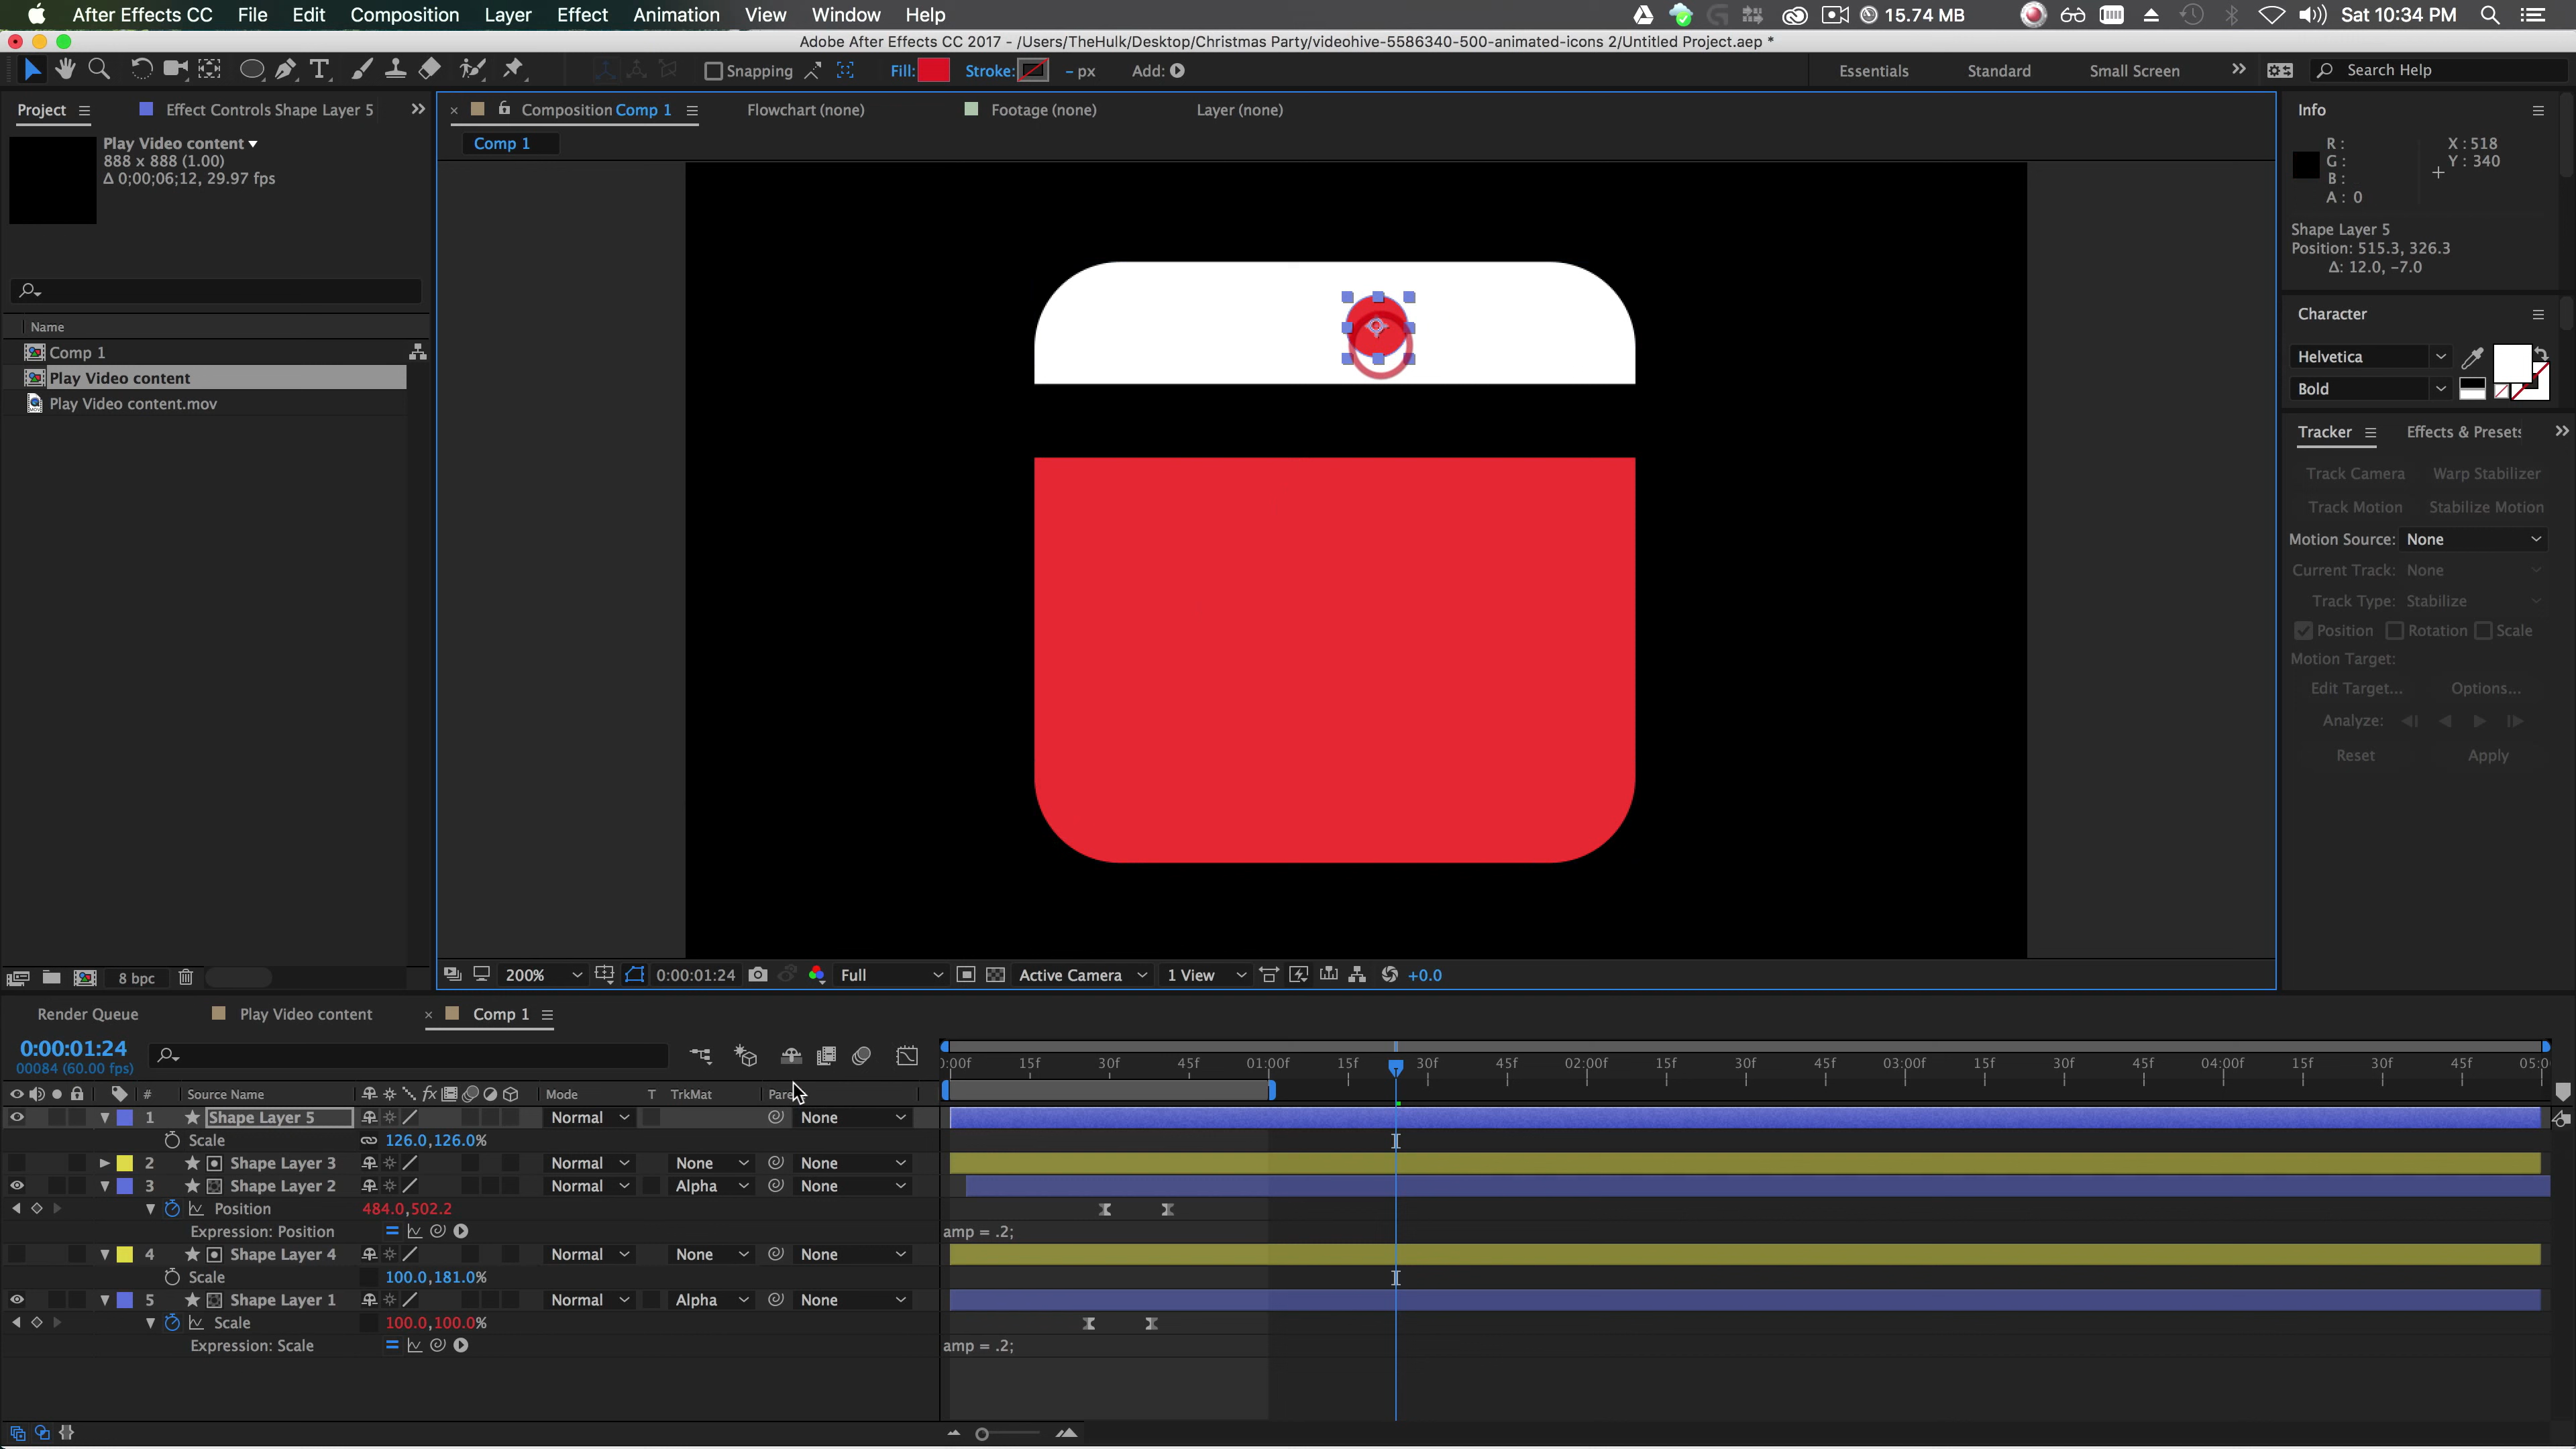 After Effects CC File Edit Composition Layer Effect Animation View Window Help 15.74 MB Sat 10:34 PM
Adobe After Effects CC 2017 - /Users/TheHulk/Desktop/Christmas Party/videohive-5586340-500-animated-icons 2/Untitled Project.aep *
Snapping Fill: Stroke: - px Add: Essentials Standard Small Screen Search Help
Project Effect Controls Shape Layer 5
Play Video content
888 x 888 (1.00)
Δ 0;00;06;12, 29.97 fps
Name
Comp 1
Play Video content
Play Video content.mov
8 bpc
Composition Comp 1 Flowchart (none) Footage (none) Layer (none)
Comp 1
200% 0:00:01:24 Full Active Camera 1 View +0.0
Info
R: X : 518
G: Y : 340
B:
A: 0
Shape Layer 5
Position: 515.3, 326.3
Δ: 12.0, -7.0
Character
Helvetica
Bold
Tracker Effects & Presets
Track Camera Warp Stabilizer
Track Motion Stabilize Motion
Motion Source: None
Current Track: None
Track Type: Stabilize
Position Rotation Scale
Motion Target:
Edit Target... Options...
Analyze:
Reset Apply
Render Queue Play Video content Comp 1
0:00:01:24
00084 (60.00 fps)
):00f 15f 30f 45f 01:00f 15f 30f 45f 02:00f 15f 30f 45f 03:00f 15f 30f 45f 04:00f 15f 30f 45f 05:0
# Source Name fx Mode T TrkMat Pare
1 Shape Layer 5 Normal None
Scale 126.0,126.0%
2 Shape Layer 3 Normal None None
3 Shape Layer 2 Normal Alpha None
Position 484.0,502.2
Expression: Position amp = .2;
4 Shape Layer 4 Normal None None
Scale 100.0,181.0%
5 Shape Layer 1 Normal Alpha None
Scale 100.0,100.0%
Expression: Scale amp = .2;